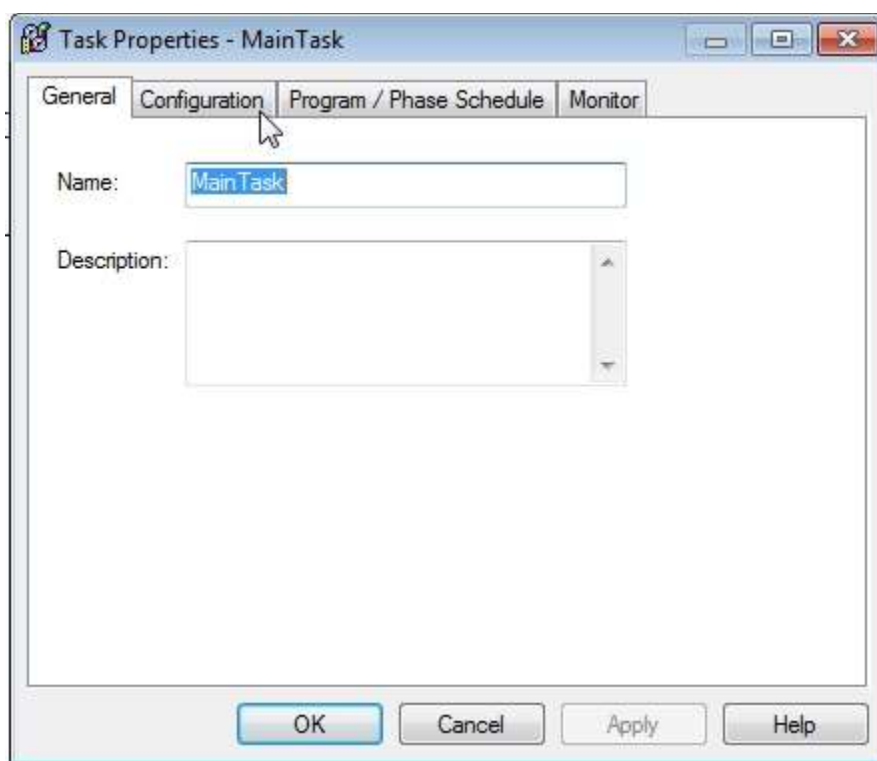 Task Properties - MainTask
General Configuration Program / Phase Schedule Monitor
Name: MainTask
Description:
OK Cancel Apply Help